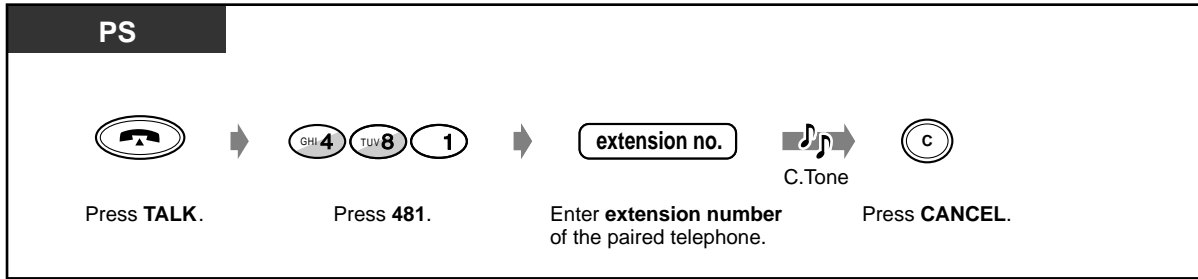 PS
GHI 4 TUV 8 1
extension no.
C
C.Tone
Press TALK.
Press 481.
Enter extension number
of the paired telephone.
Press CANCEL.